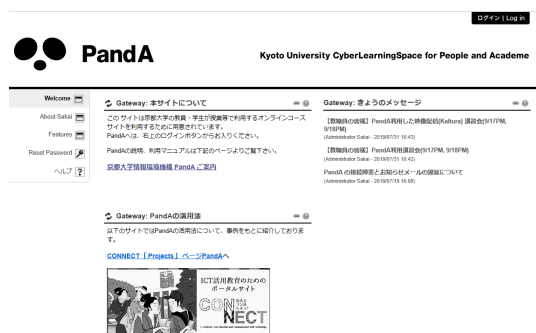 ログイン | Log in
PandA
Kyoto University CyberLearningSpace for People and Academe
Welcome
About Sakai
Features
Reset Password
ヘルプ
Gateway: 本サイトについて
このサイトは京都大学の教員・学生が授業等で利用するオンラインコース
サイトを利用するために用意されています。
PandAへは、右上のログインボタンからお入りください。
PandAの説明、利用マニュアルは下記のページよりご覧下さい。
京都大学情報環境機構 PandA ご案内
Gateway: きょうのメッセージ
【教職員の皆様】PandA利用した映像配信(Kaltura) 講習会(9/17PM,
9/18PM)
(Administrator Sakai - 2019/07/31 16:43)
【教職員の皆様】PandA利用講習会(9/17PM, 9/18PM)
(Administrator Sakai - 2019/07/31 16:42)
PandA の接続障害とお知らせメールの遅延について
(Administrator Sakai - 2019/07/19 16:09)
Gateway: PandAの活用法
以下のサイトではPandAの活用法について、事例をもとに紹介しておりま
す。
CONNECT［Projects］ページPandAへ
ICT活用教育のための
ポータルサイト
CONNECT